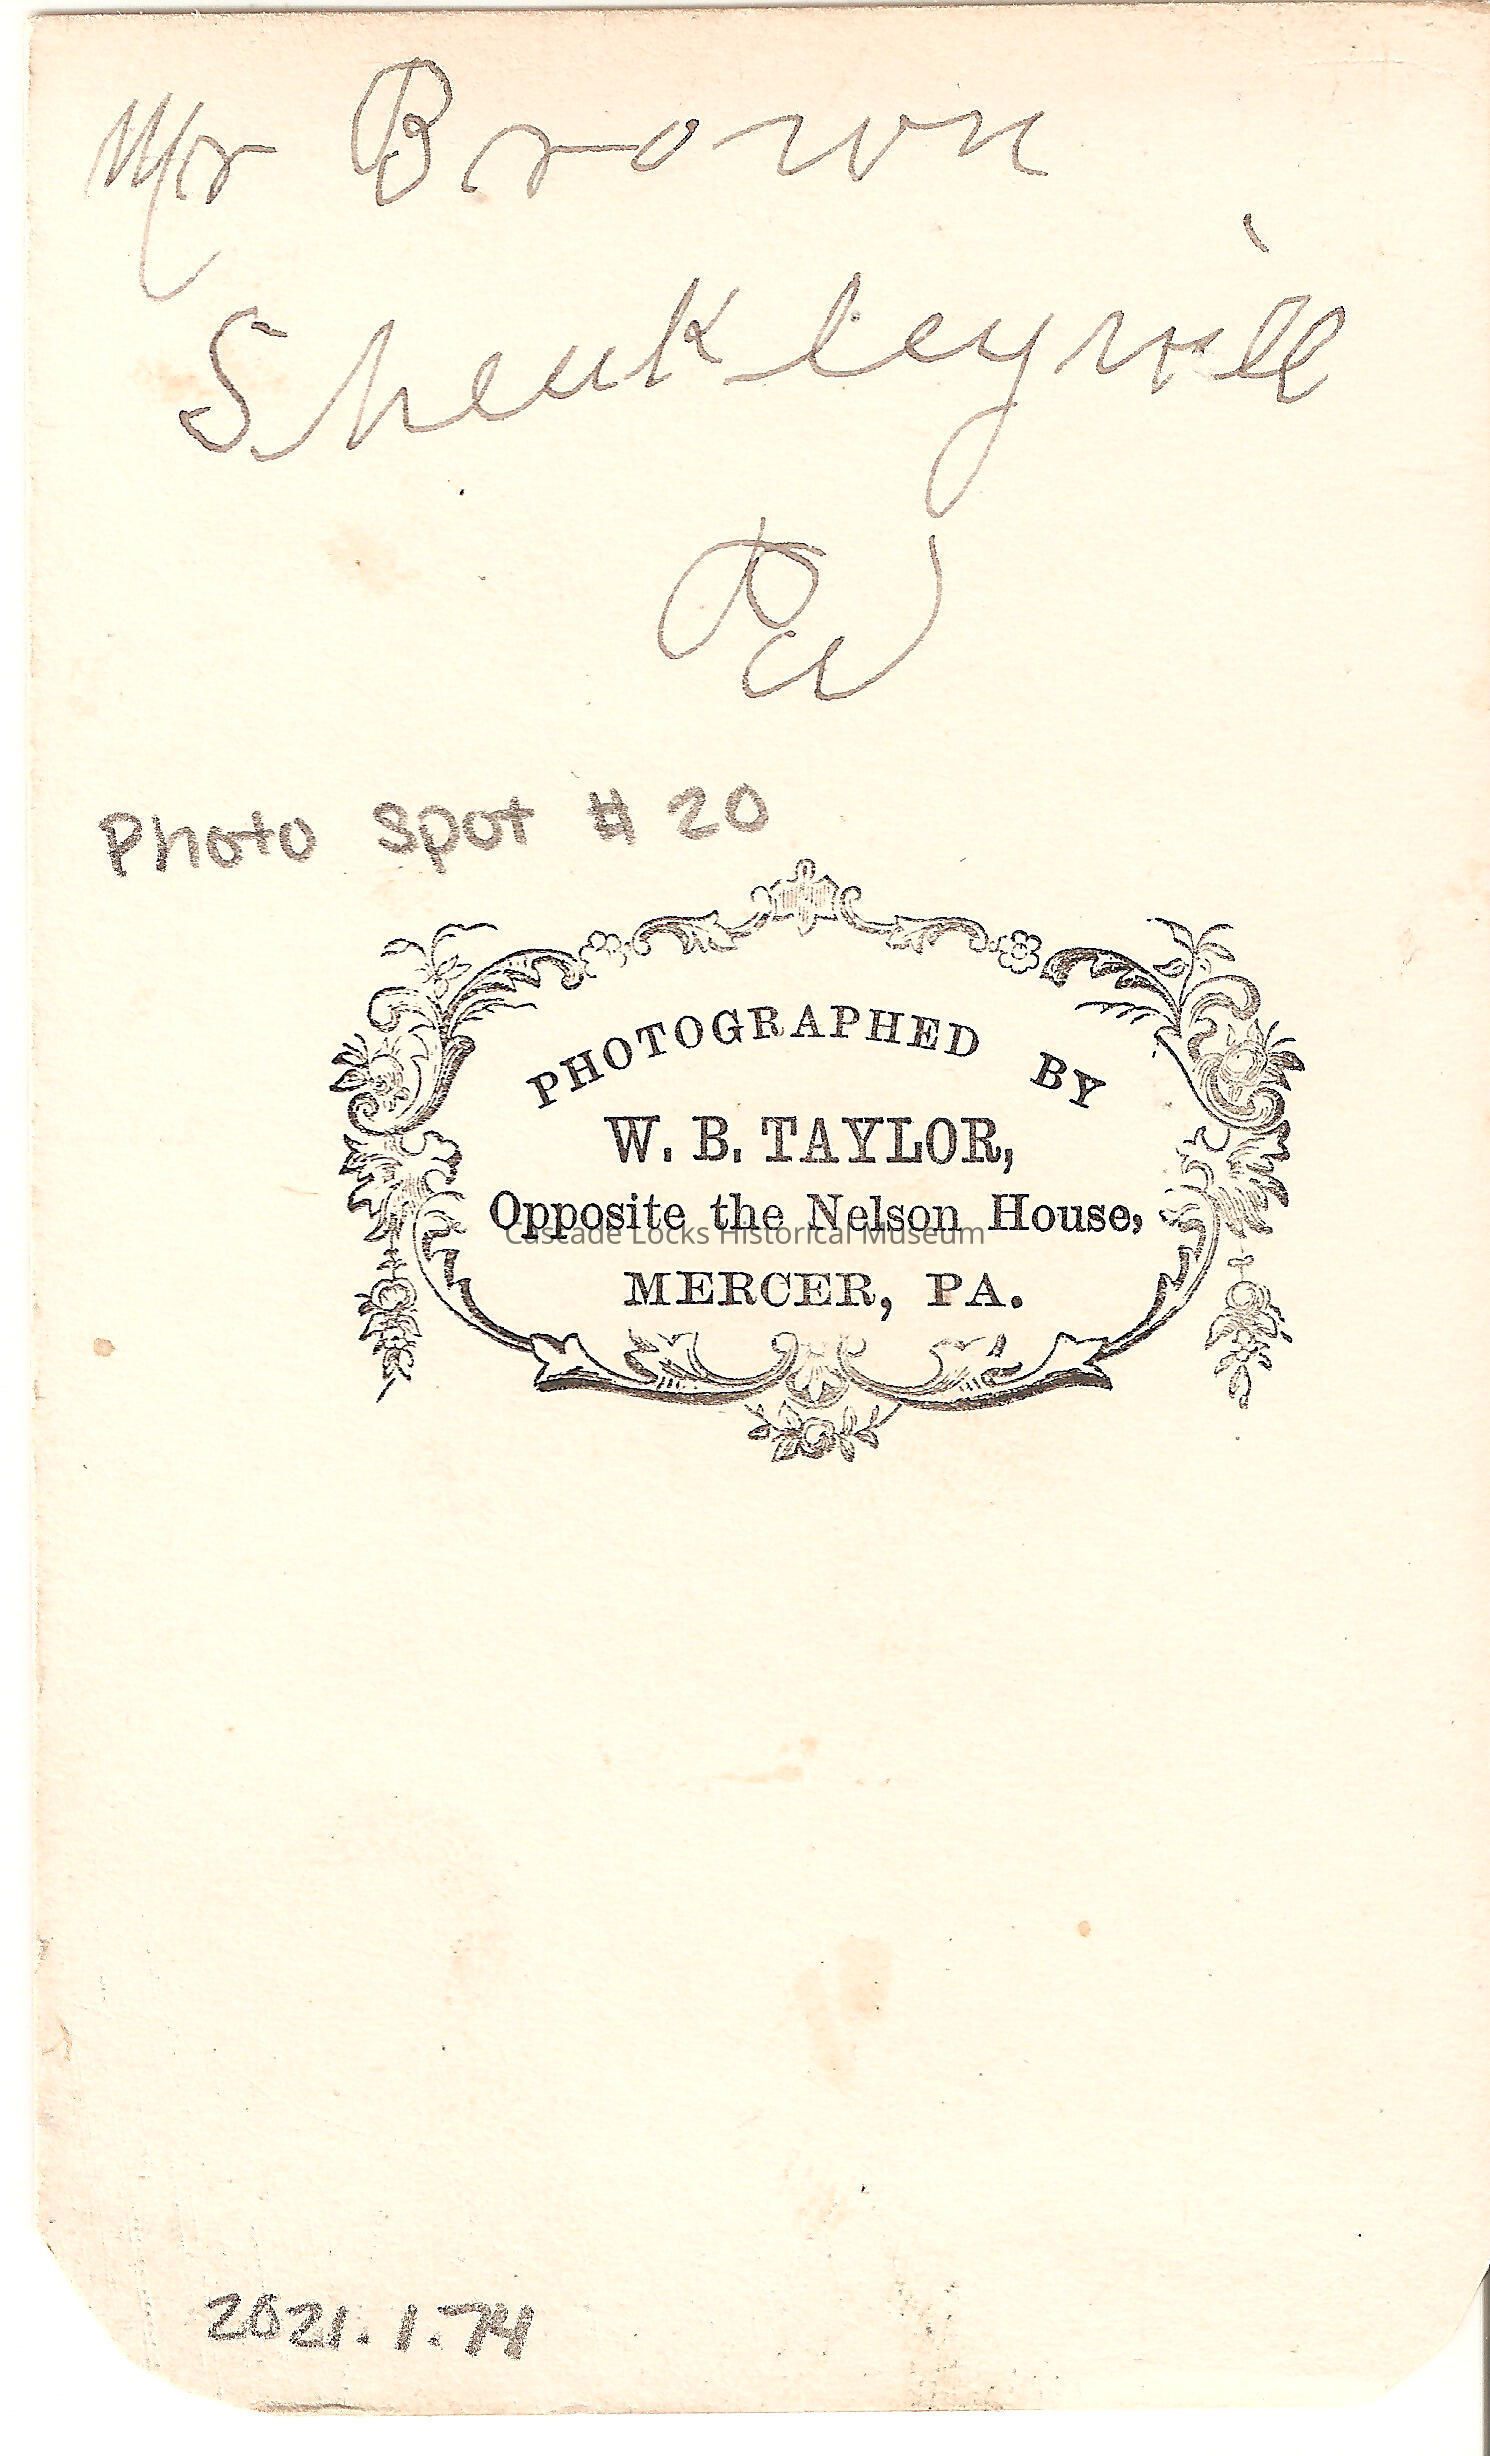 Mr Brown
Sheukleyvill
Pa
Photo Spot # 20
PHOTOGRAPHED BY
W. B. TAYLOR,
Opposite the Nelson House,
Cascade Locks Historical Museum
MERCER, PA.
2021.1.74